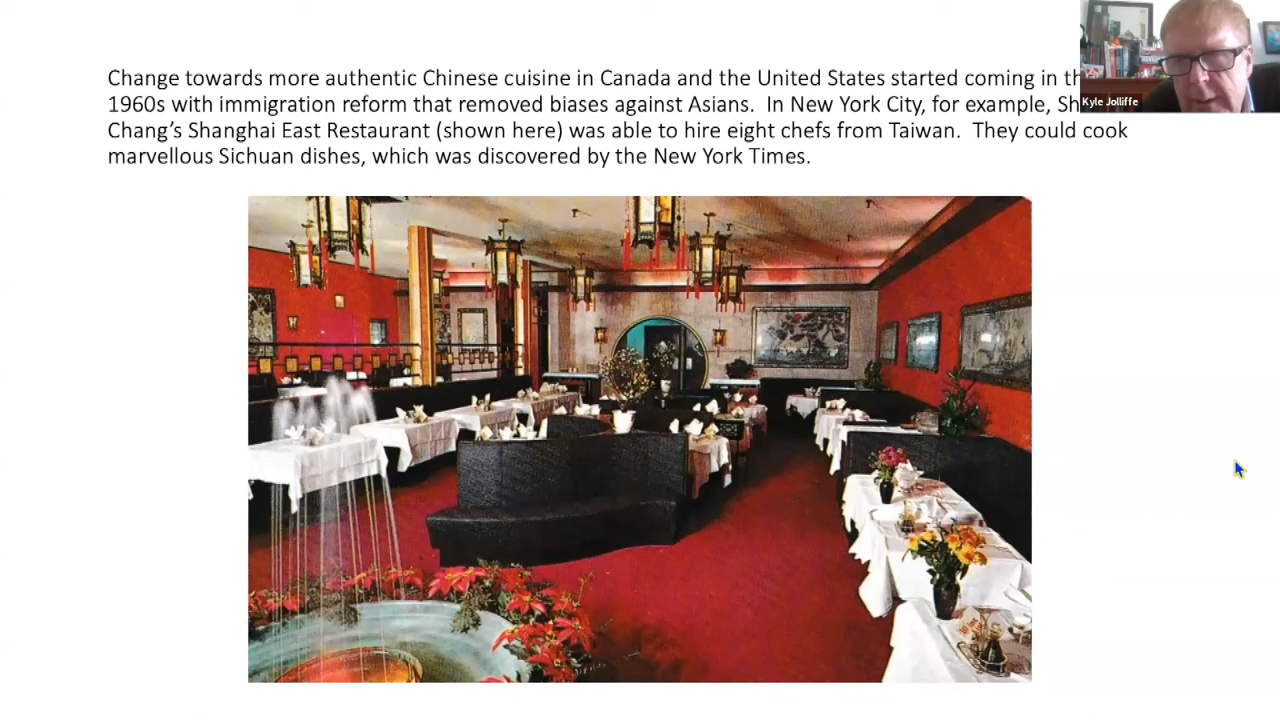 Change towards more authentic Chinese cuisine in Canada and the United States started coming in
1960s with immigration reform that removed biases against Asians. In New York City, for example,
Chang’s Shanghai East Restaurant (shown here) was able to hire eight chefs from Taiwan. They could cook
marvellous Sichuan dishes, which was discovered by the New York Times.
Kyle Jolliffe